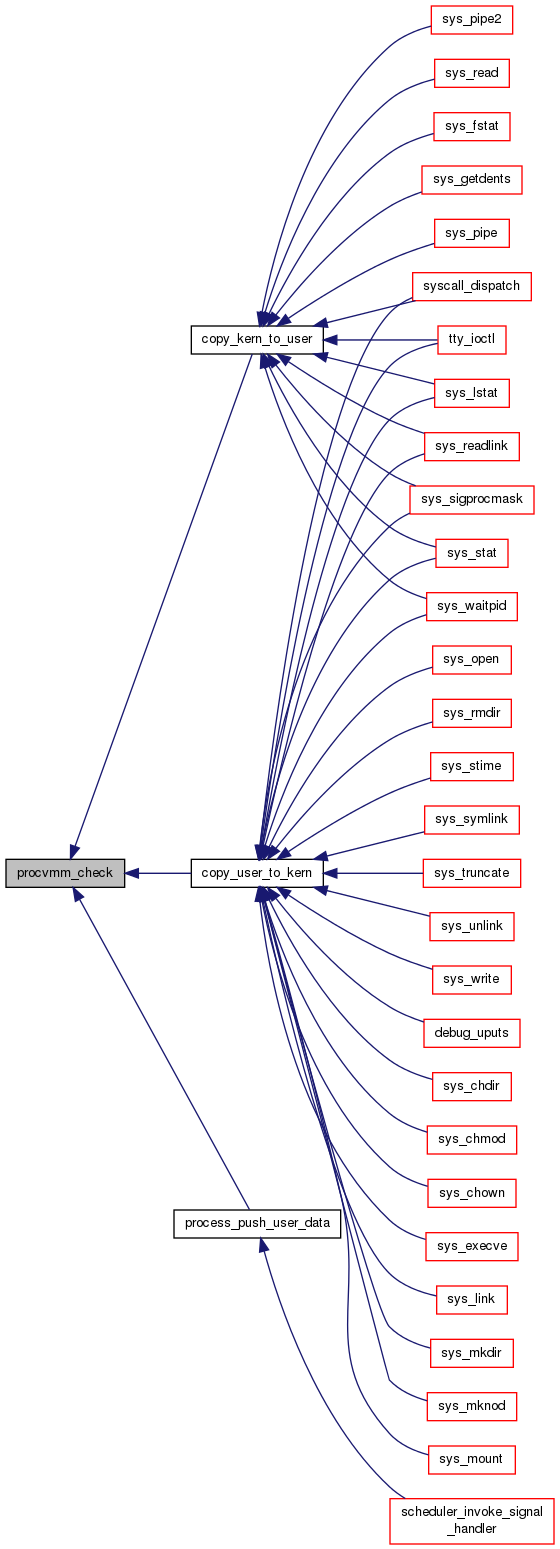 sys_pipe2
sys_read
sys_fstat
sys_getdents
sys_pipe
syscall_dispatch
copy_kern_to_user
tty_ioctl
sys_lstat
sys_readlink
sys_sigprocmask
sys_stat
sys_waitpid
sys_open
sys_rmdir
sys_stime
sys_symlink
procvmm_check
copy_user_to_kern
sys_truncate
sys_unlink
sys_write
debug_uputs
sys_chdir
sys_chmod
sys_chown
process_push_user_data
sys_execve
sys_link
sys_mkdir
sys_mknod
sys_mount
scheduler_invoke_signal
_handler